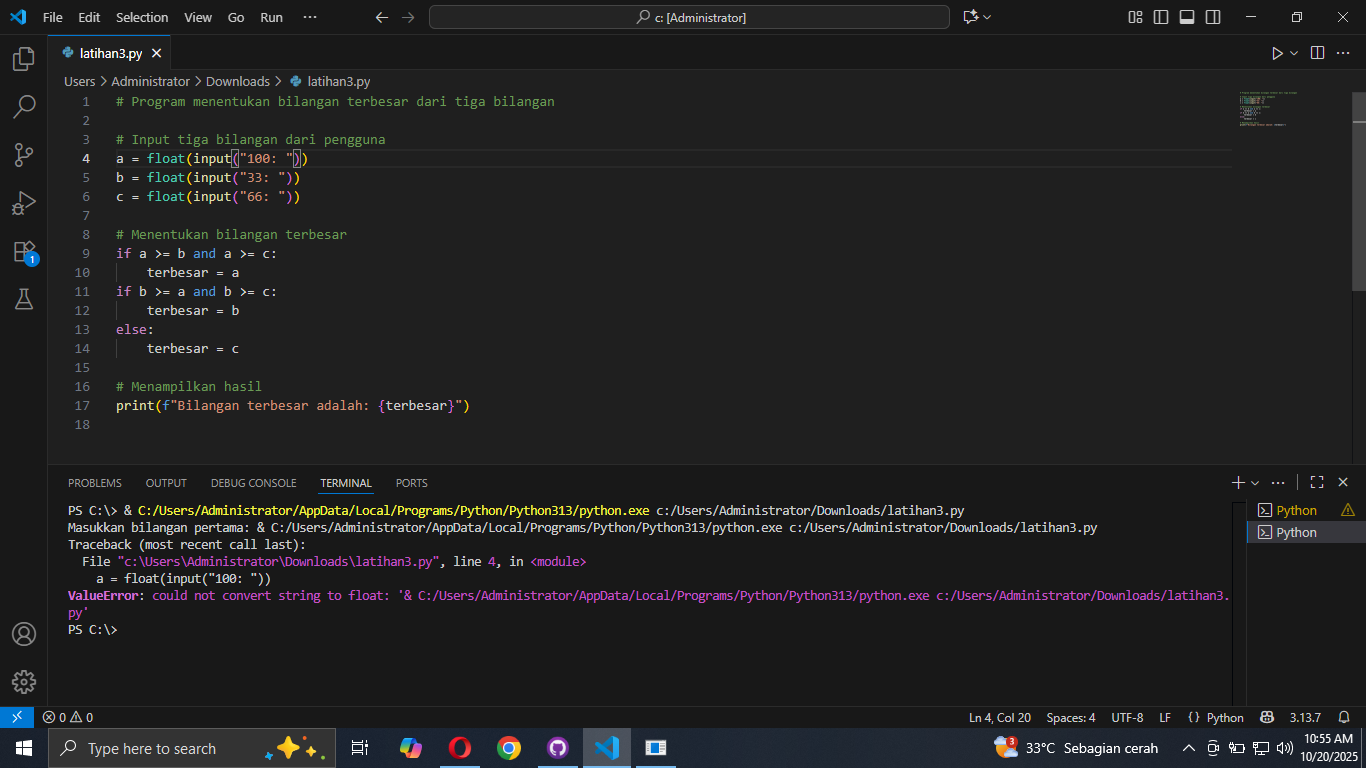 File Edit Selection View Go Run ··· c: [Administrator]
latihan3.py
Users > Administrator > Downloads > latihan3.py
1 # Program menentukan bilangan terbesar dari tiga bilangan
2
3 # Input tiga bilangan dari pengguna
4 a = float(input("100: "))
5 b = float(input("33: "))
6 c = float(input("66: "))
7
8 # Menentukan bilangan terbesar
9 if a >= b and a >= c:
10     terbesar = a
11 if b >= a and b >= c:
12     terbesar = b
13 else:
14     terbesar = c
15
16 # Menampilkan hasil
17 print(f"Bilangan terbesar adalah: {terbesar}")
18
1
PROBLEMS OUTPUT DEBUG CONSOLE TERMINAL PORTS
PS C:\> & C:/Users/Administrator/AppData/Local/Programs/Python/Python313/python.exe c:/Users/Administrator/Downloads/latihan3.py
Masukkan bilangan pertama: & C:/Users/Administrator/AppData/Local/Programs/Python/Python313/python.exe c:/Users/Administrator/Downloads/latihan3.py
Traceback (most recent call last):
  File "c:\Users\Administrator\Downloads\latihan3.py", line 4, in <module>
    a = float(input("100: "))
ValueError: could not convert string to float: '& C:/Users/Administrator/AppData/Local/Programs/Python/Python313/python.exe c:/Users/Administrator/Downloads/latihan3.
py'
PS C:\>
Python
Python
0 0 Ln 4, Col 20 Spaces: 4 UTF-8 LF {} Python 3.13.7
Type here to search
3 33°C Sebagian cerah
10:55 AM
10/20/2025